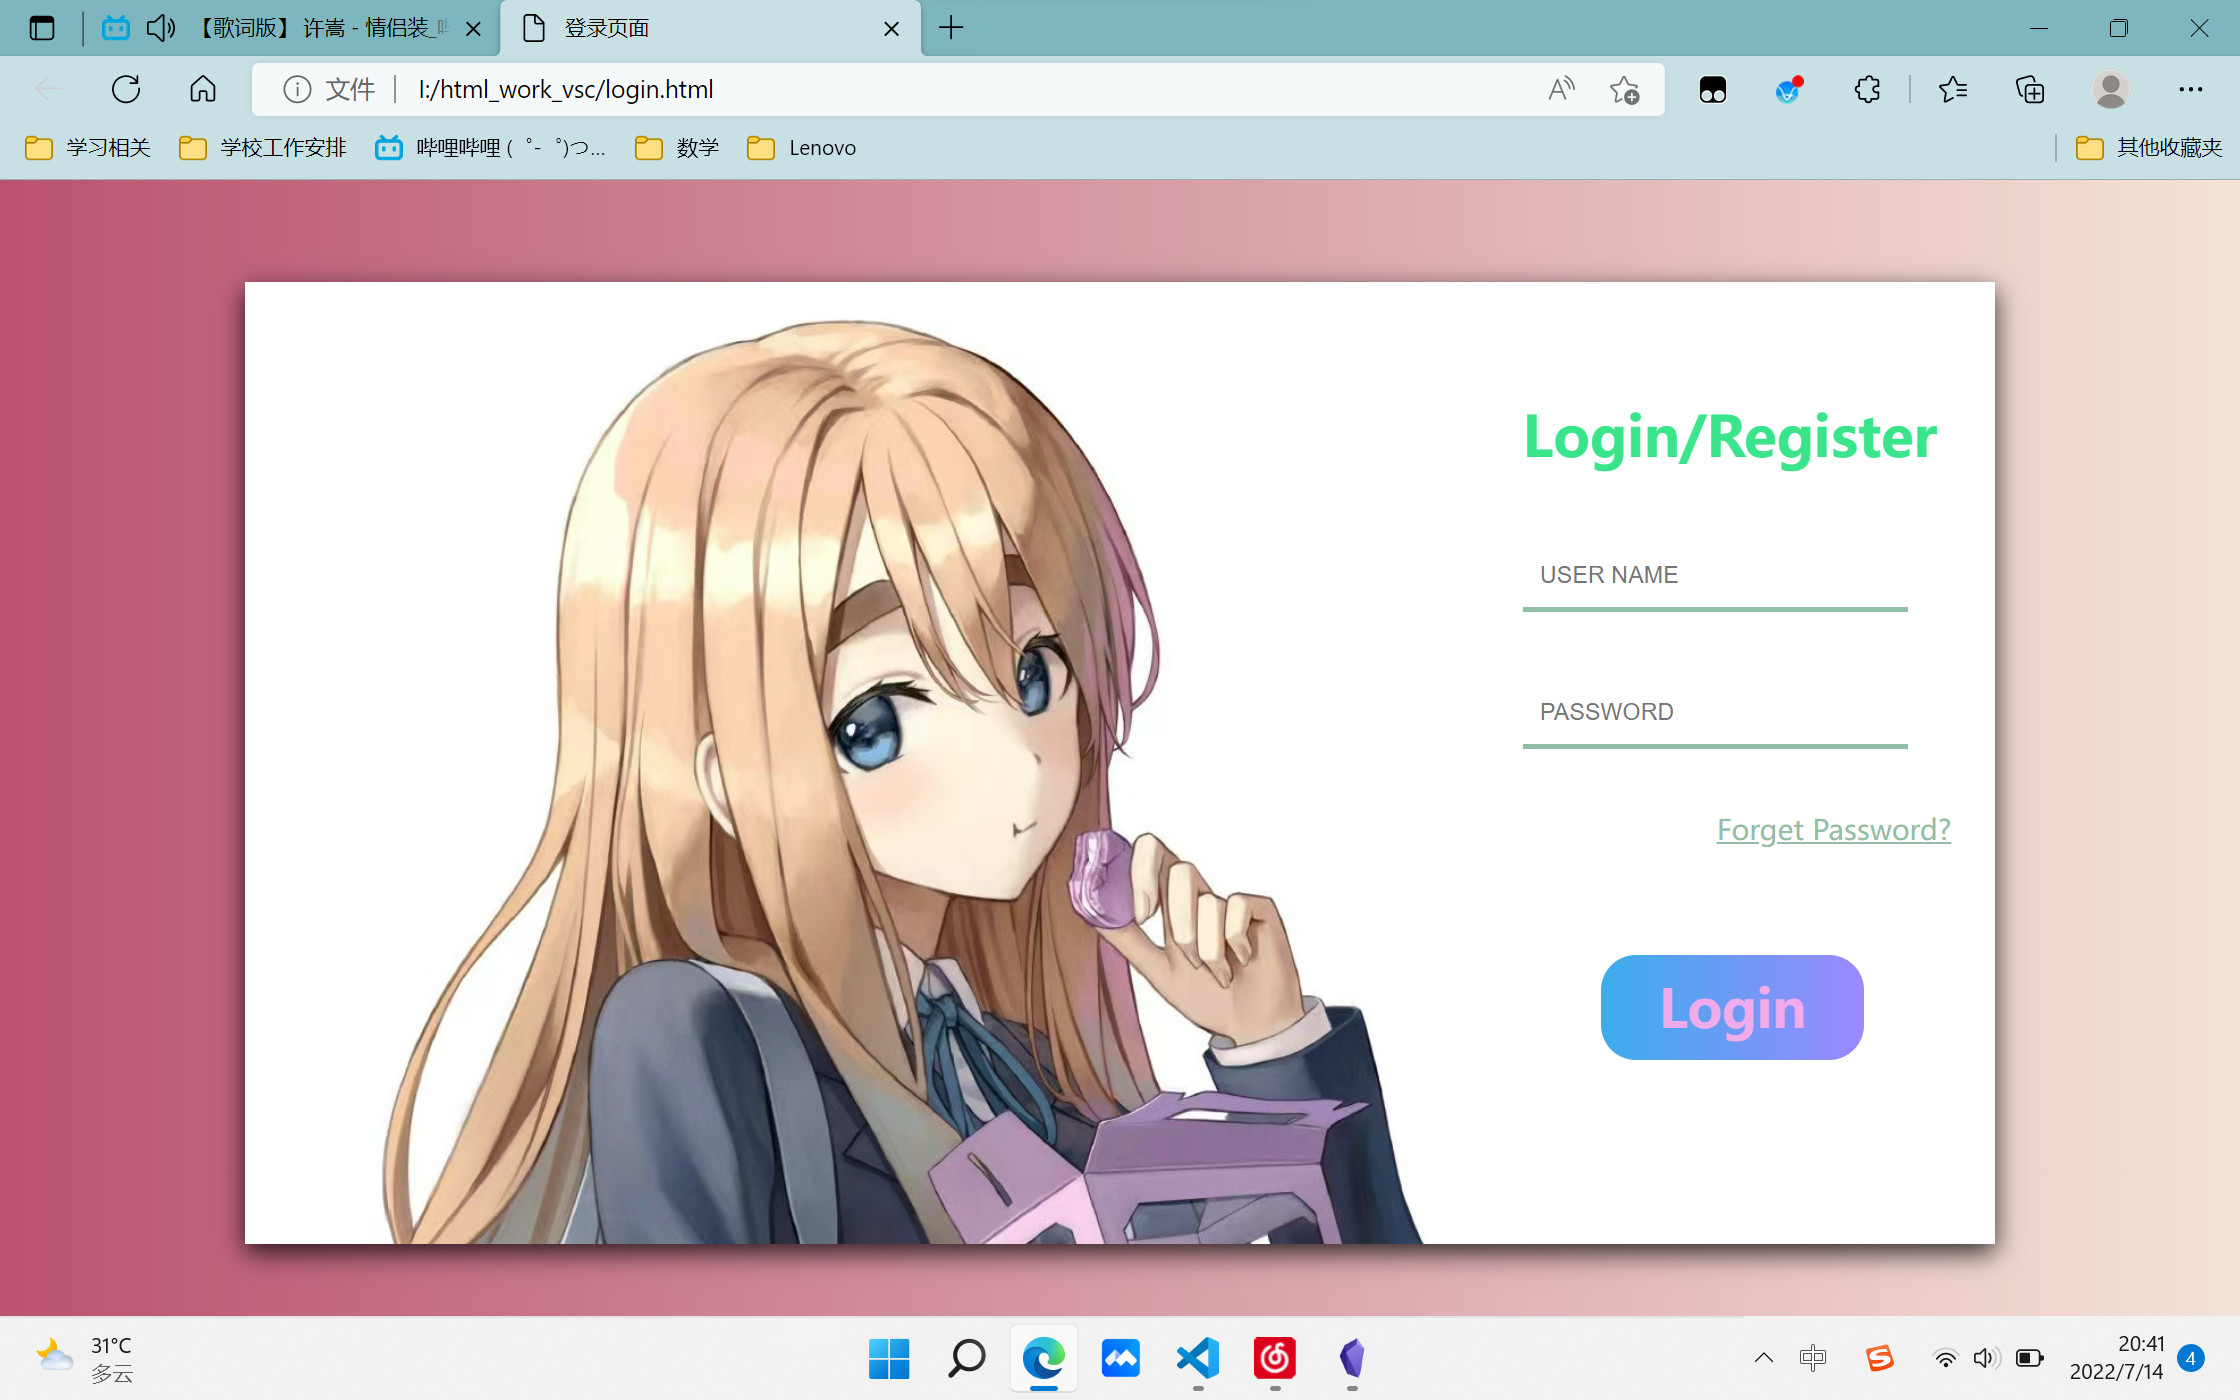 【歌词版】 许嵩 - 情侣装_哔
登录页面
文件
I:/html_work_vsc/login.html
学习相关
学校工作安排
哔哩哔哩 ( ゜- ゜)つ...
数学
Lenovo
其他收藏夹
Login/Register
USER NAME
PASSWORD
Forget Password?
Login
31°C
多云
中
20:41
2022/7/14
4